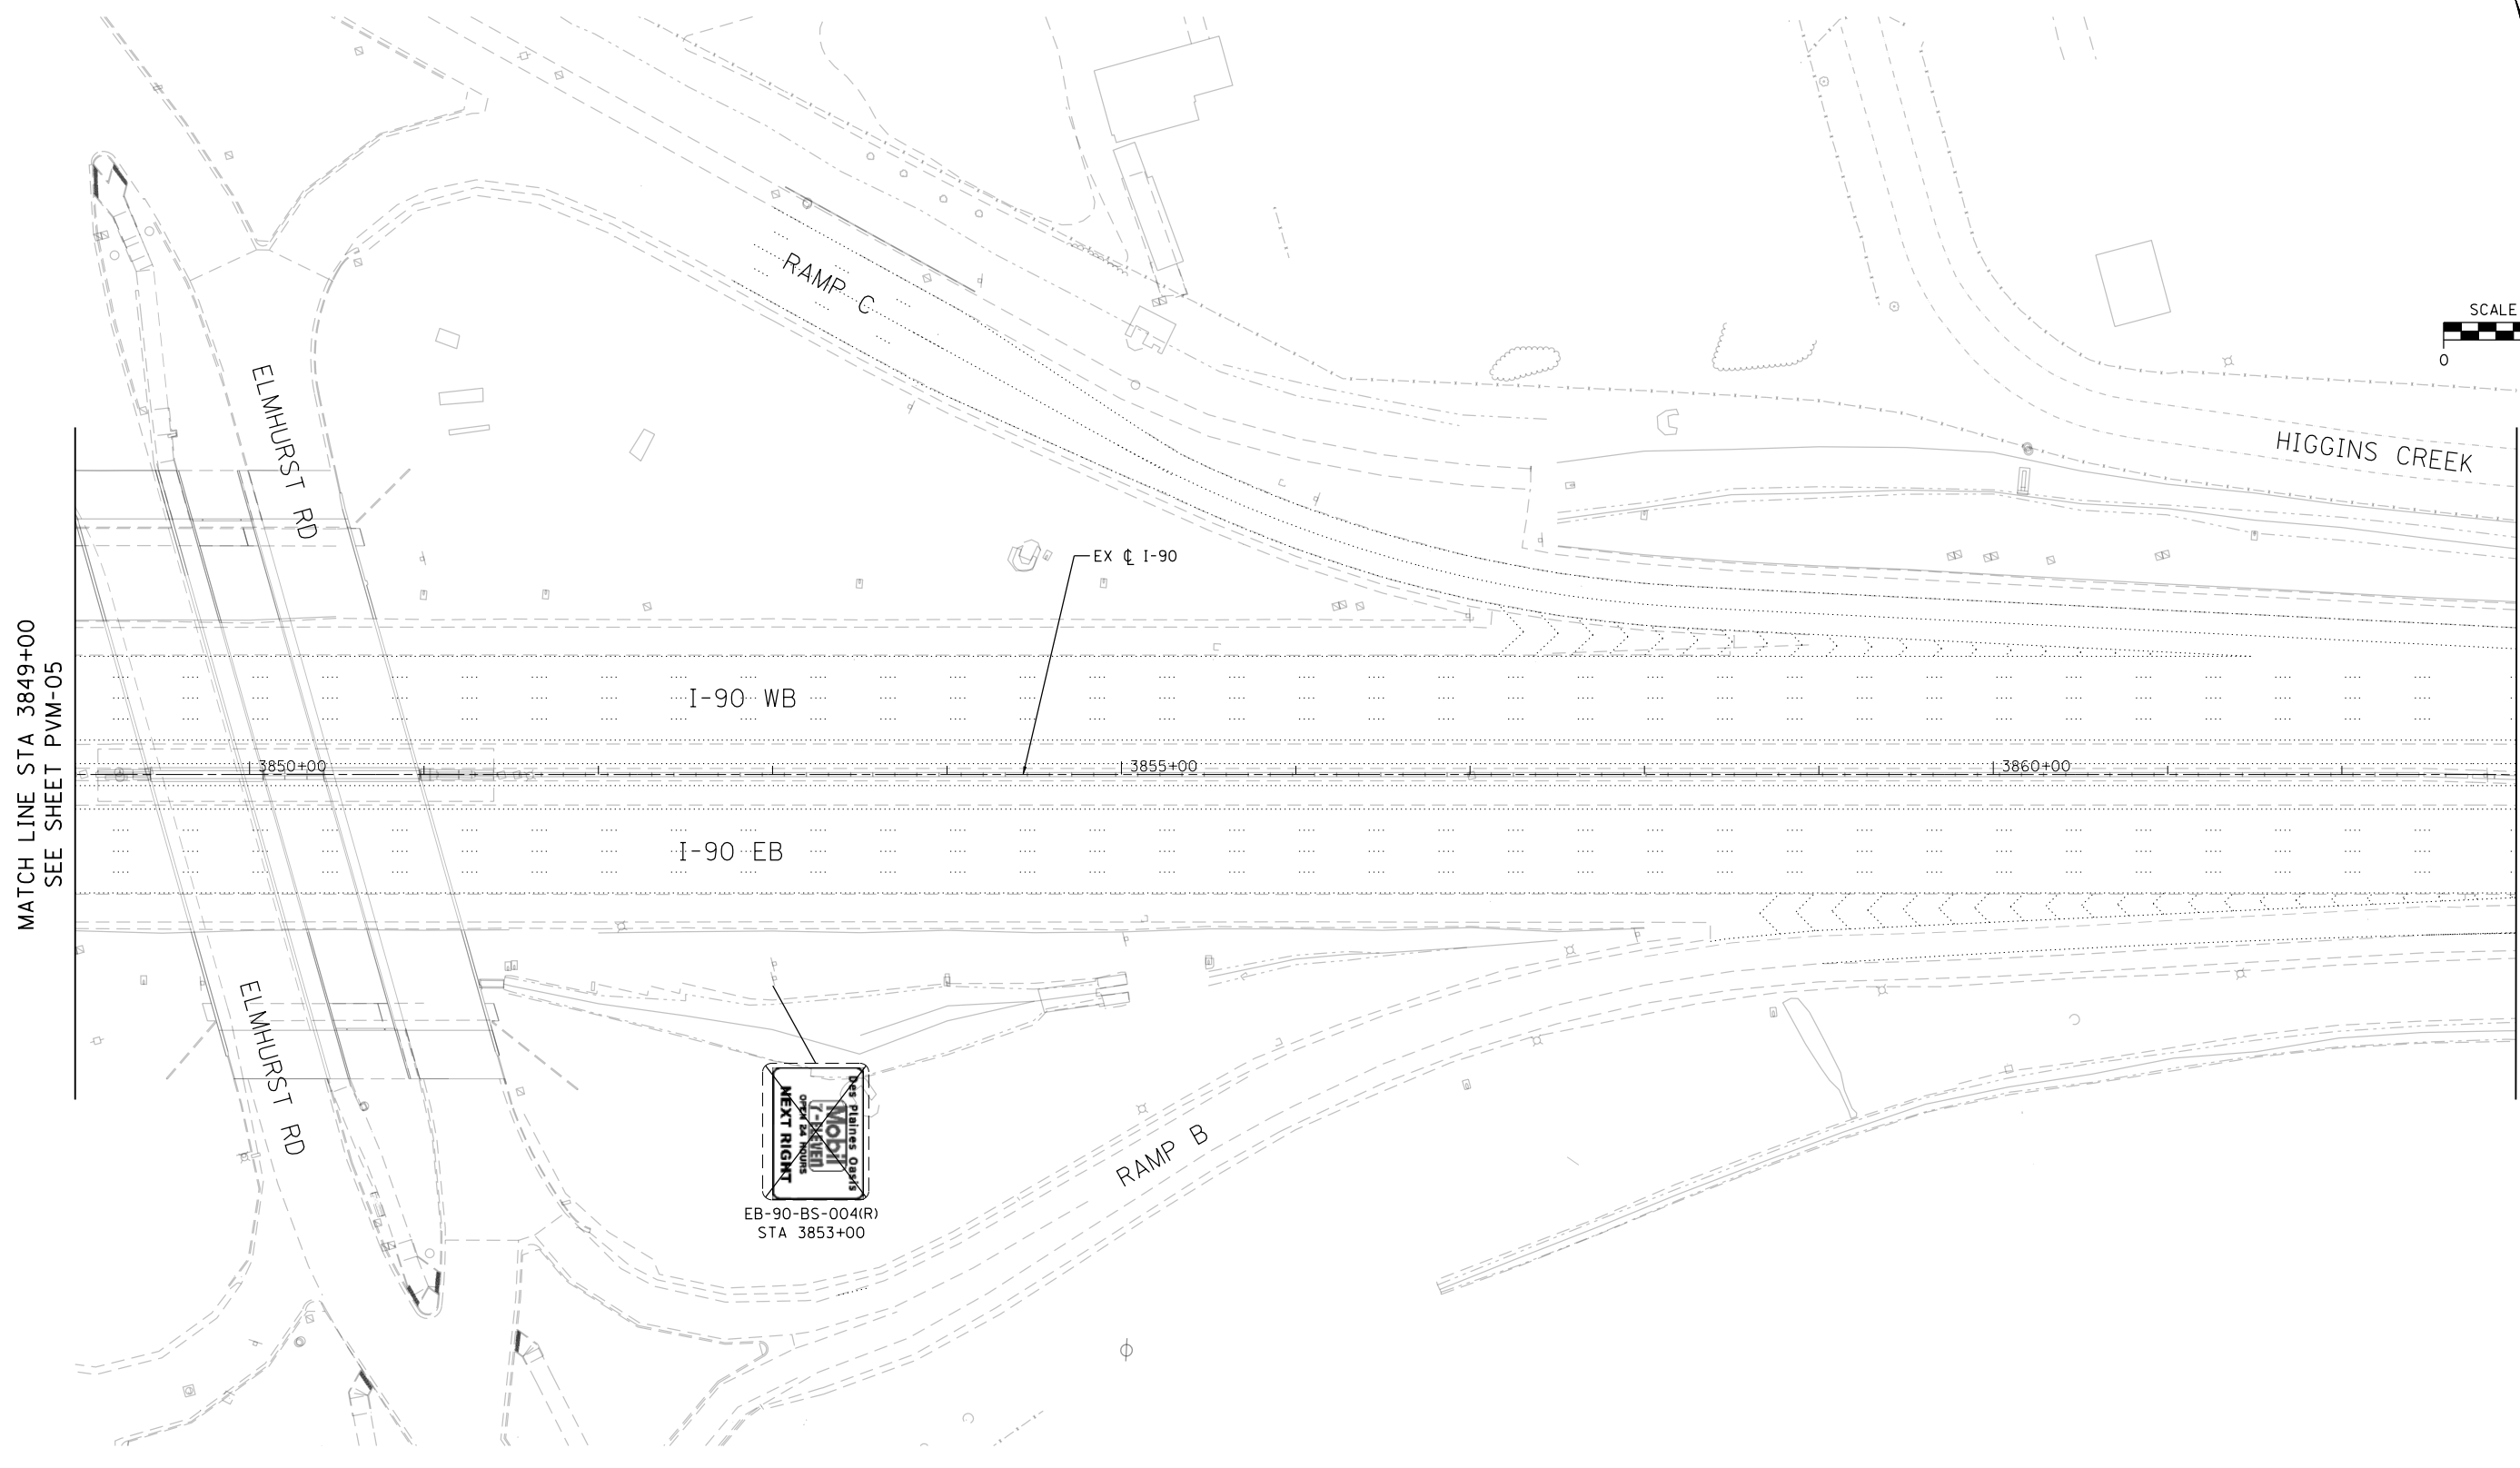 RAMP C
SCALE
0
ELMHURST RD
HIGGINS CREEK
EX ℄ I-90
MATCH LINE STA 3849+00
SEE SHEET PVM-05
I-90 WB
3850+00
3855+00
3860+00
I-90 EB
ELMHURST RD
Des Plaines Oasis
Mobil
7-ELEVEN
OPEN 24 HOURS
NEXT RIGHT
RAMP B
EB-90-BS-004(R)
STA 3853+00